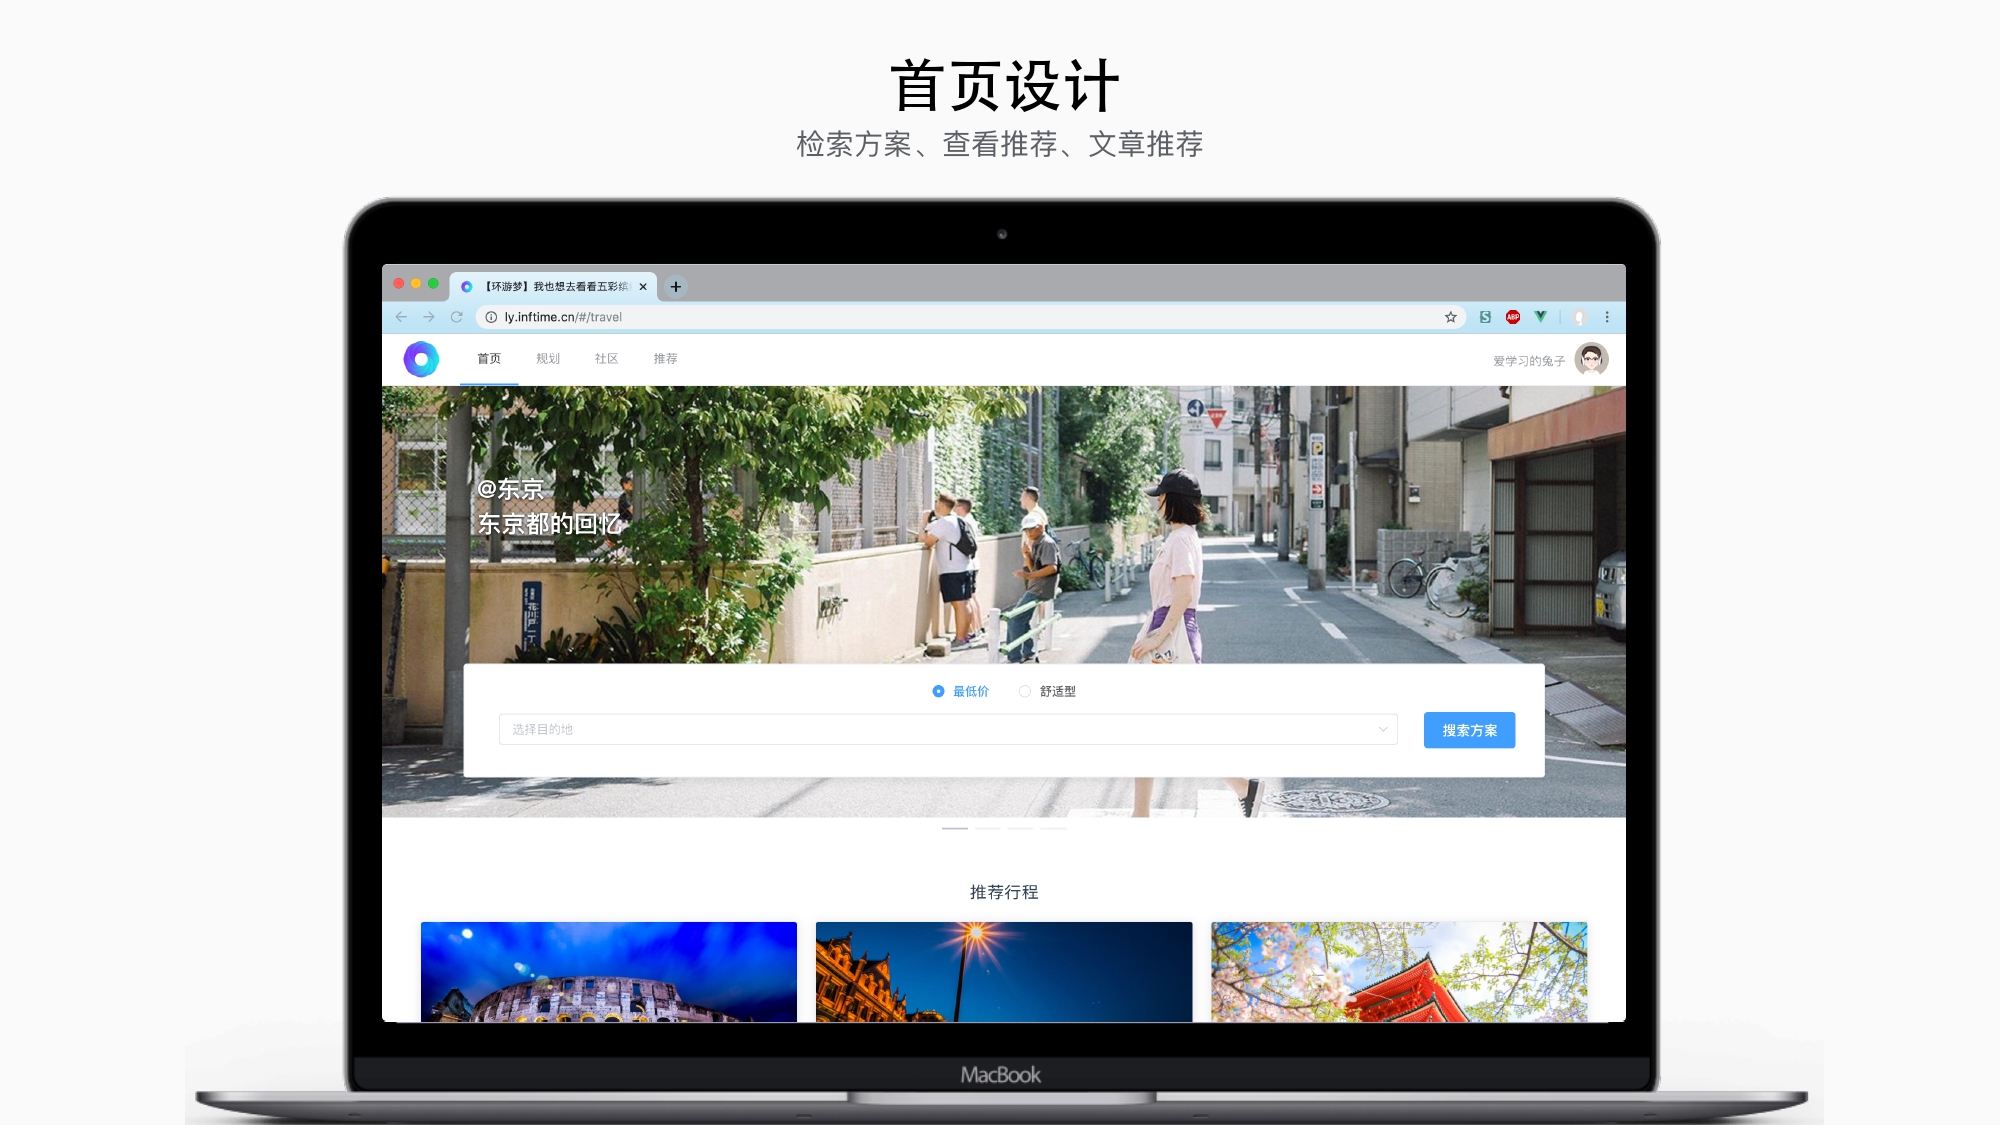 首页设计
检索方案、查看推荐、文章推荐
【环游梦】我也想去看看五彩缤
ly.inftime.cn/#/travel
ABP
首页
规划
社区
推荐
爱学习的兔子
@东京
东京都的回忆
最低价
舒适型
选择目的地
搜索方案
推荐行程
MacBook